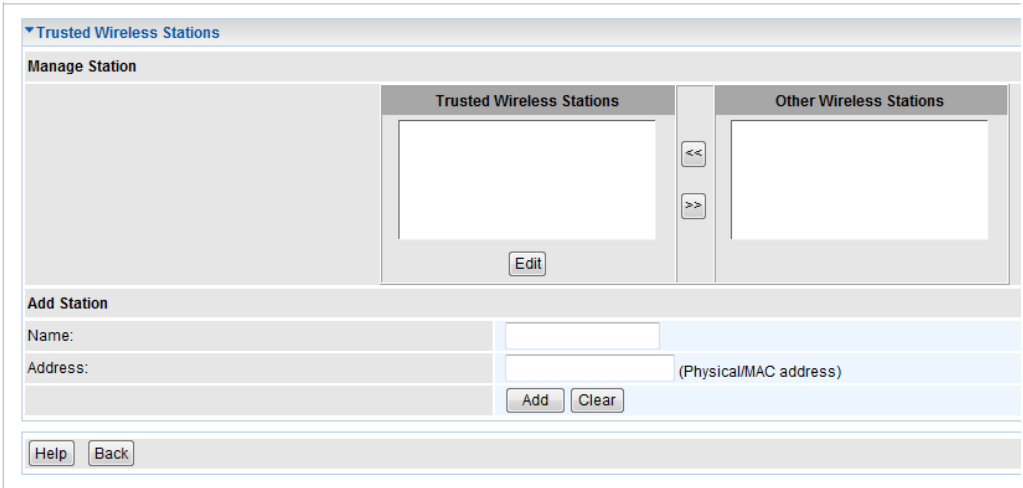 Trusted Wireless Stations
Manage Station
Trusted Wireless Stations
Other Wireless Stations
<<
>>
Edit
Add Station
Name:
Address:
(Physical/MAC address)
Add Clear
Help Back